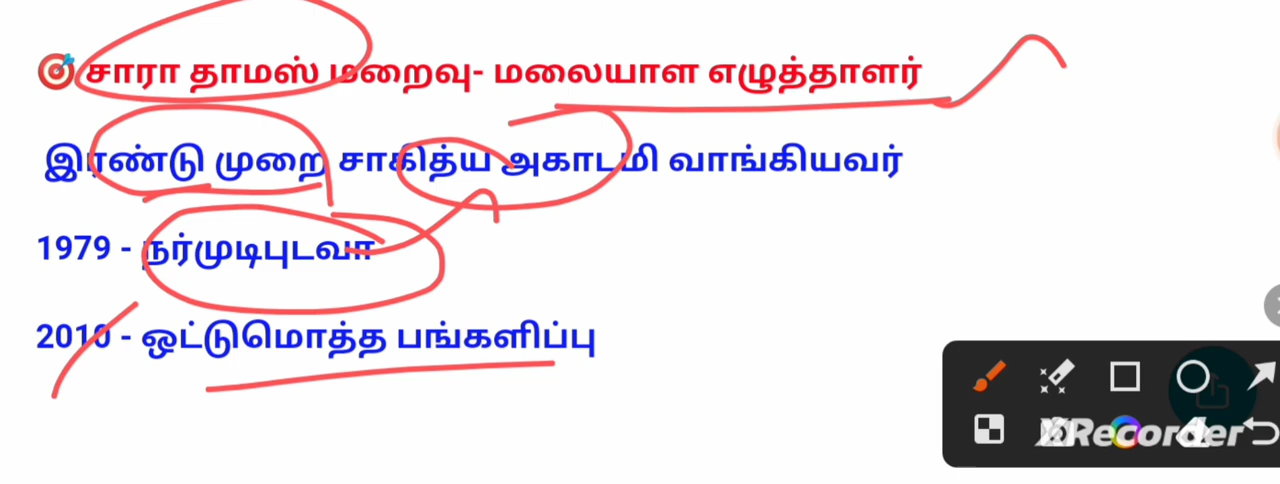 சாரா தாமஸ் மறைவு- மலையாள எழுத்தாளர்
இரண்டு முறை சாகித்ய அகாடமி வாங்கியவர்
1979 - நர்முடிபுடவா
2010 - ஒட்டுமொத்த பங்களிப்பு
XRecorder